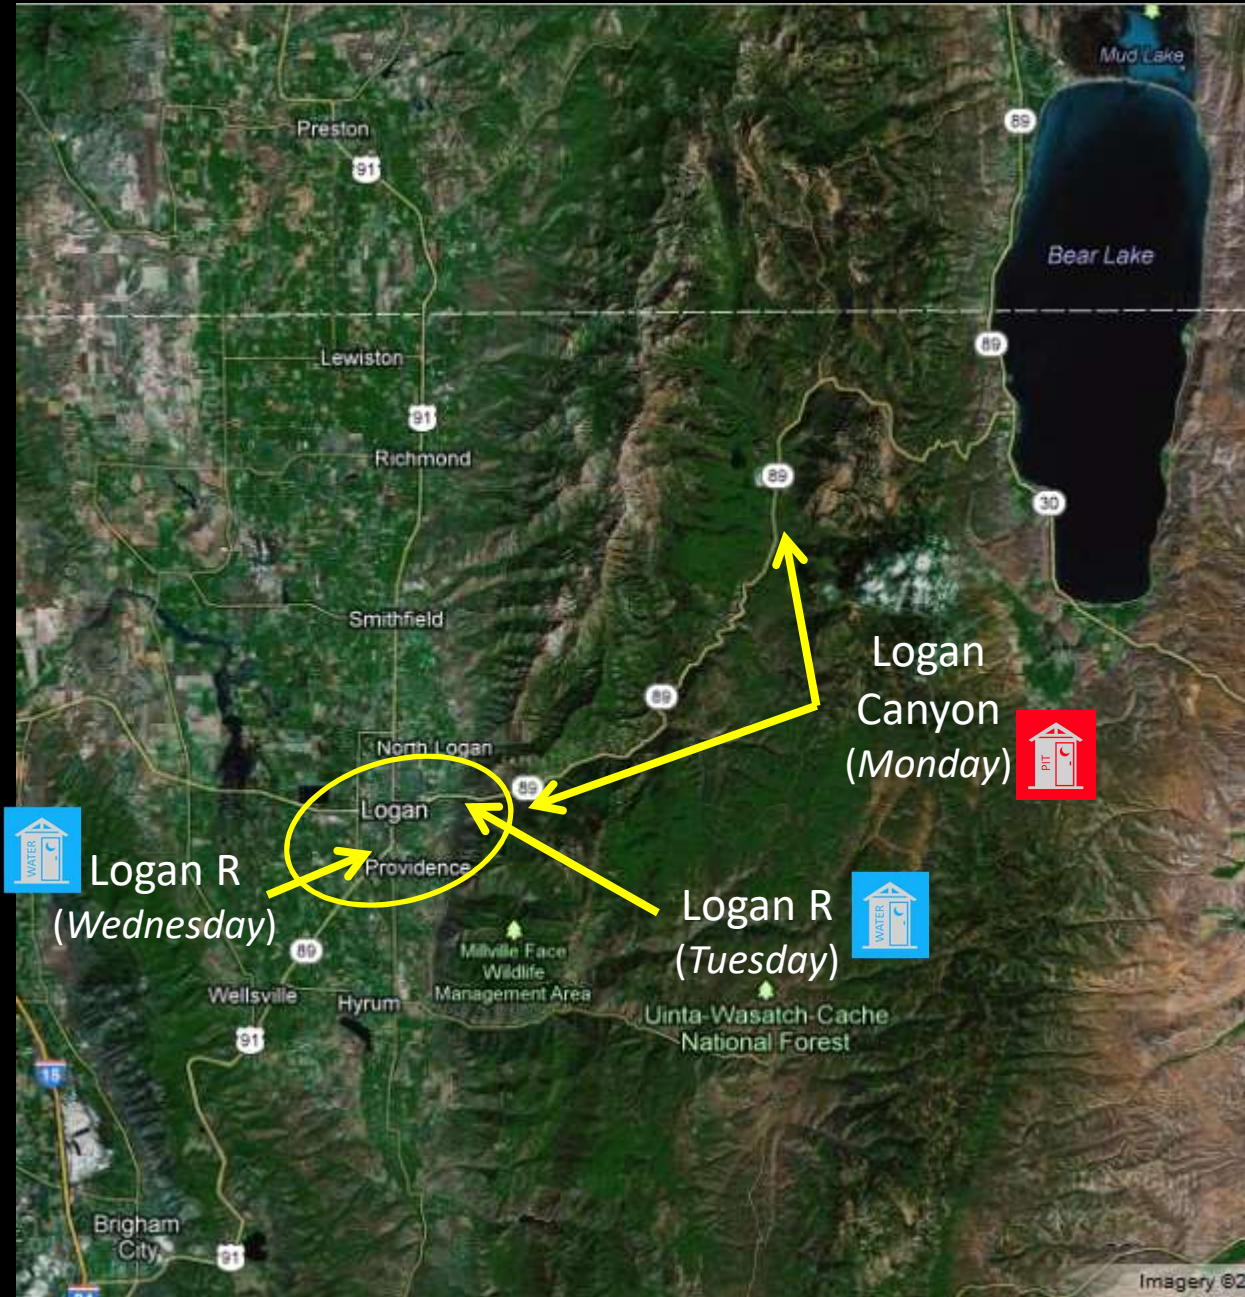 Mud Lake
89
Preston
91
Bear Lake
Lewiston
89
91
Richmond
89
30
Smithfield
Logan
Canyon
(Monday)
PIT
89
North Logan
89
Logan
WATER
Logan R
(Wednesday)
Providence
Logan R
(Tuesday)
WATER
89
Millville Face
Wildlife
Management Area
Wellsville
Hyrum
Uinta-Wasatch-Cache
National Forest
91
15
Brigham
City
91
Imagery ©2